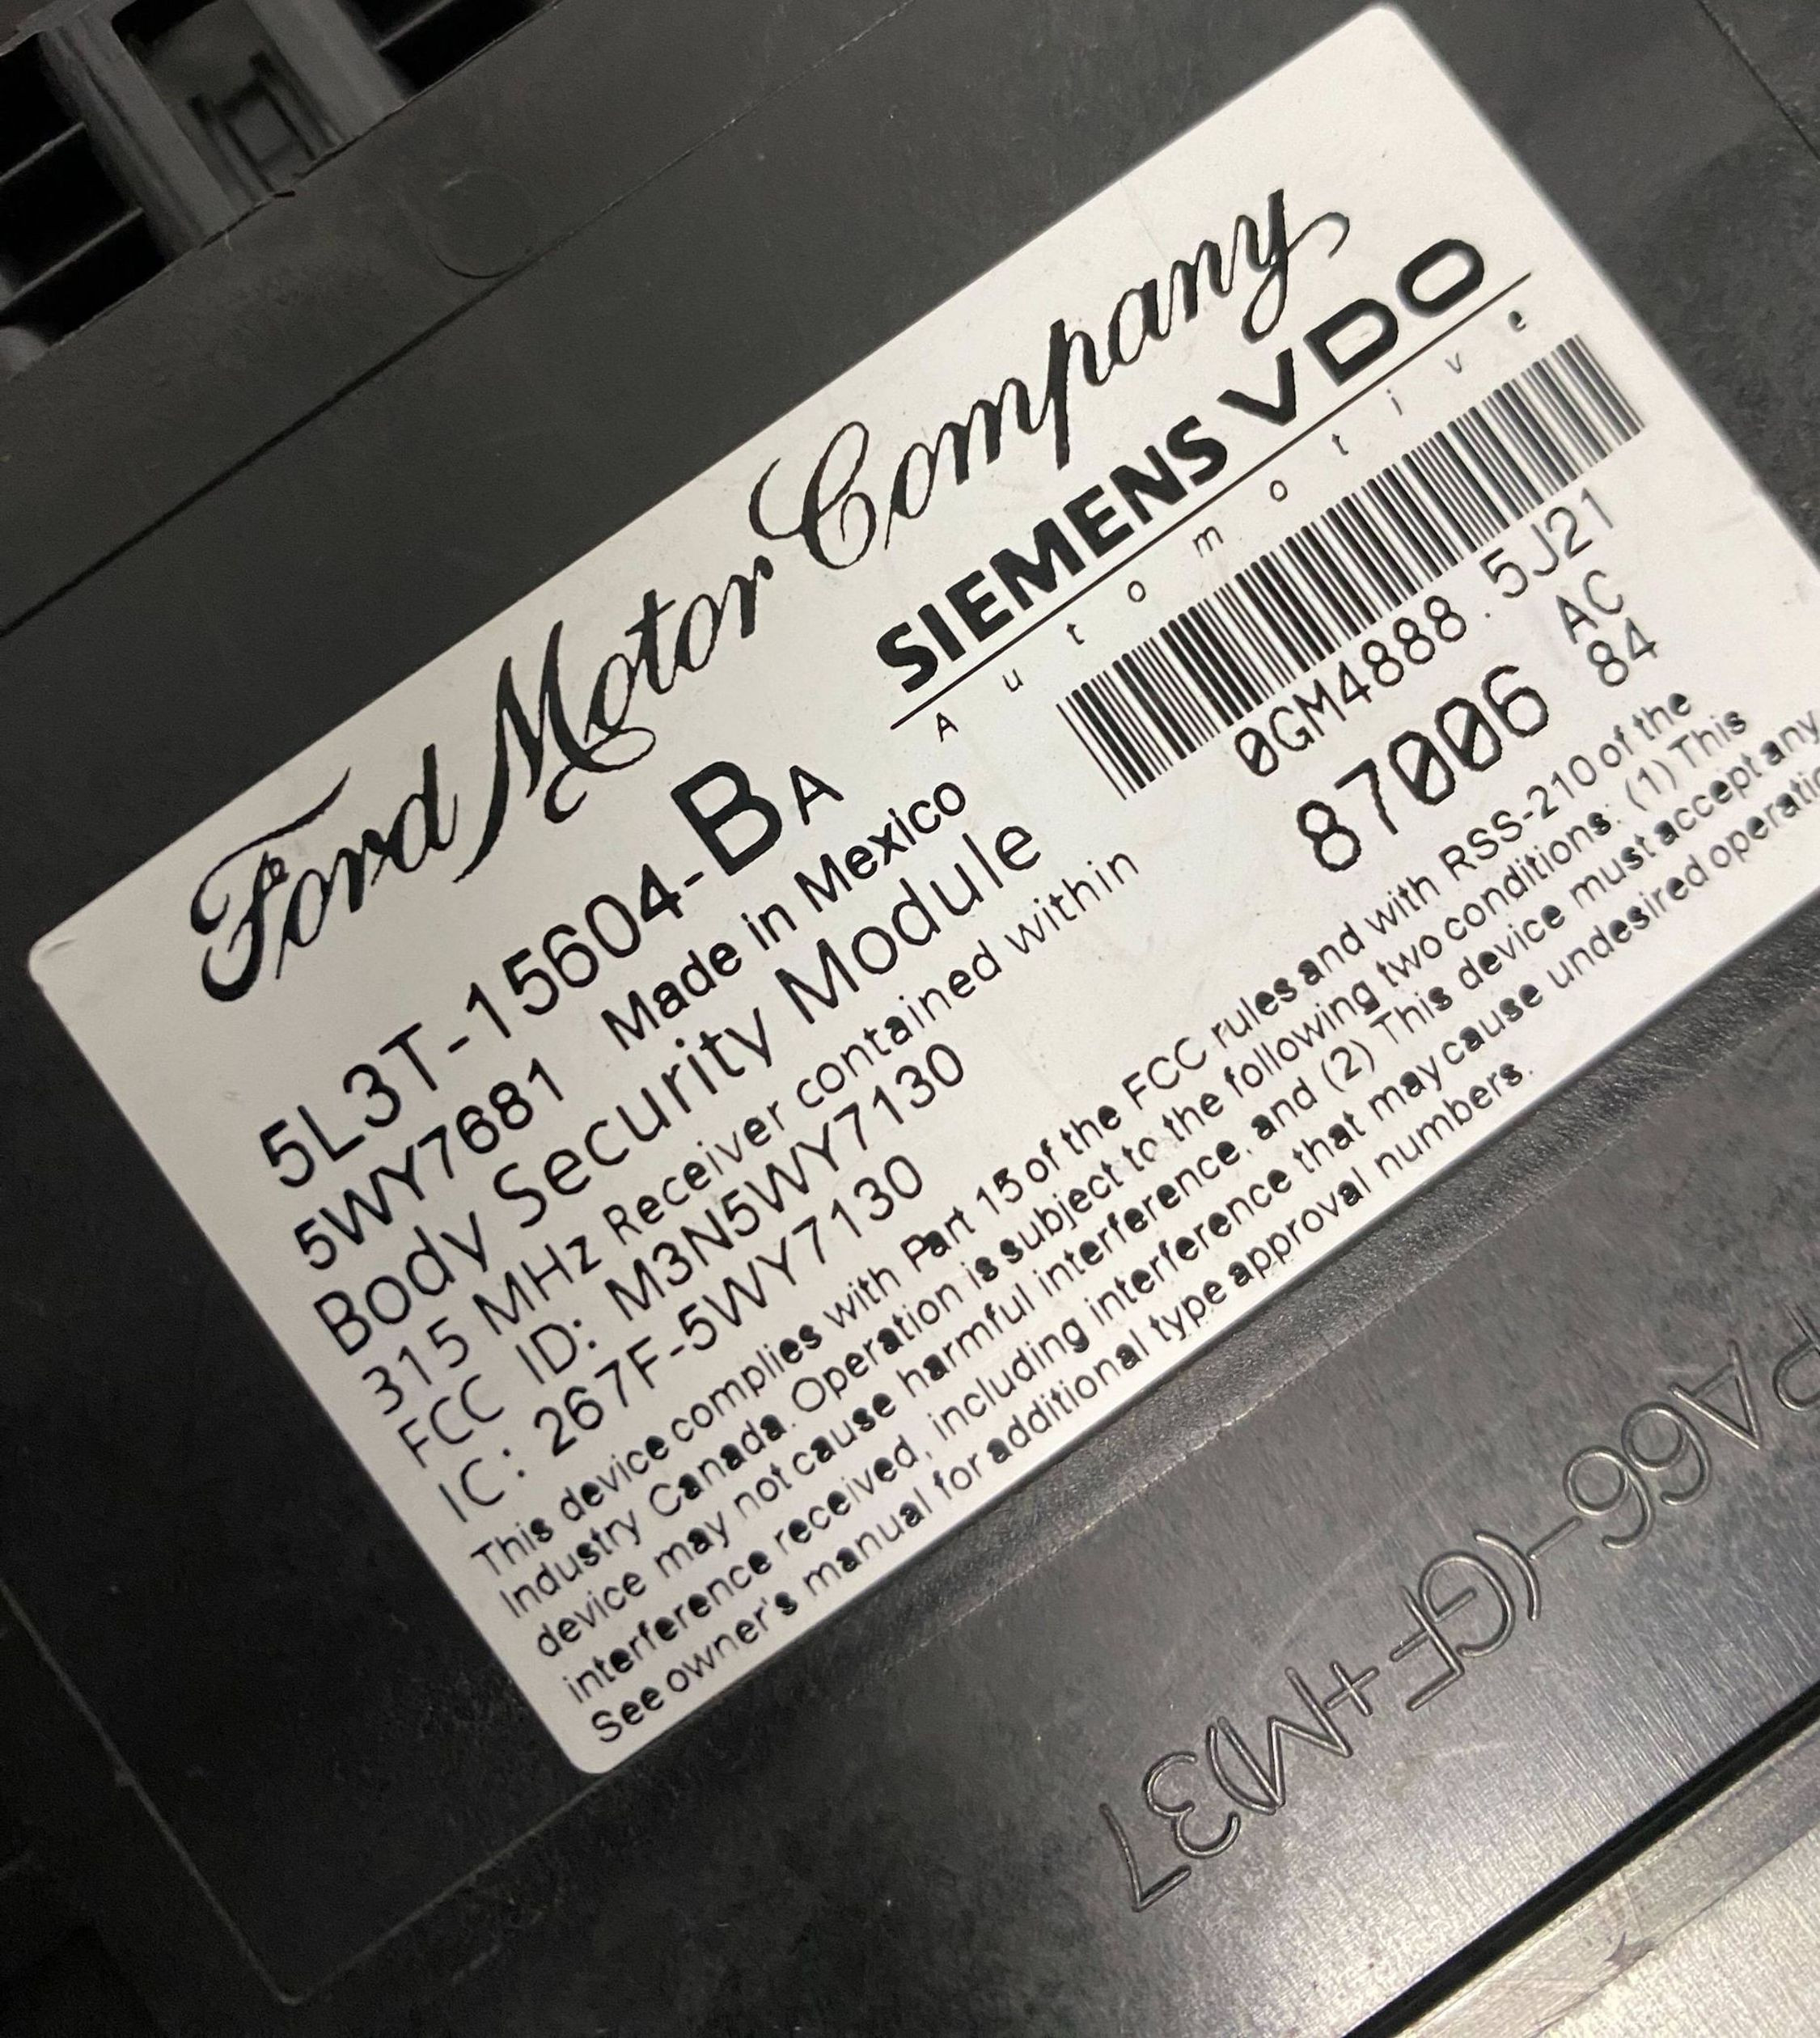 Ford Motor Company
SIEMENS VDO
Automotive
5L3T-15604-BA
5WY7681 Made in Mexico
Body Security Module
315 MHz Receiver contained within
FCC ID: M3N5WY7130
IC: 267F-5WY7130
0GM4888.5J21
AC
87006 84
This device complies with Part 15 of the FCC rules and with RSS-210 of the
Industry Canada. Operation is subject to the following two conditions: (1) This
device may not cause harmful interference, and (2) This device must accept any
interference received, including interference that may cause undesired operati
See owner's manual for additional type approval numbers.
PA66-(GF+M)37